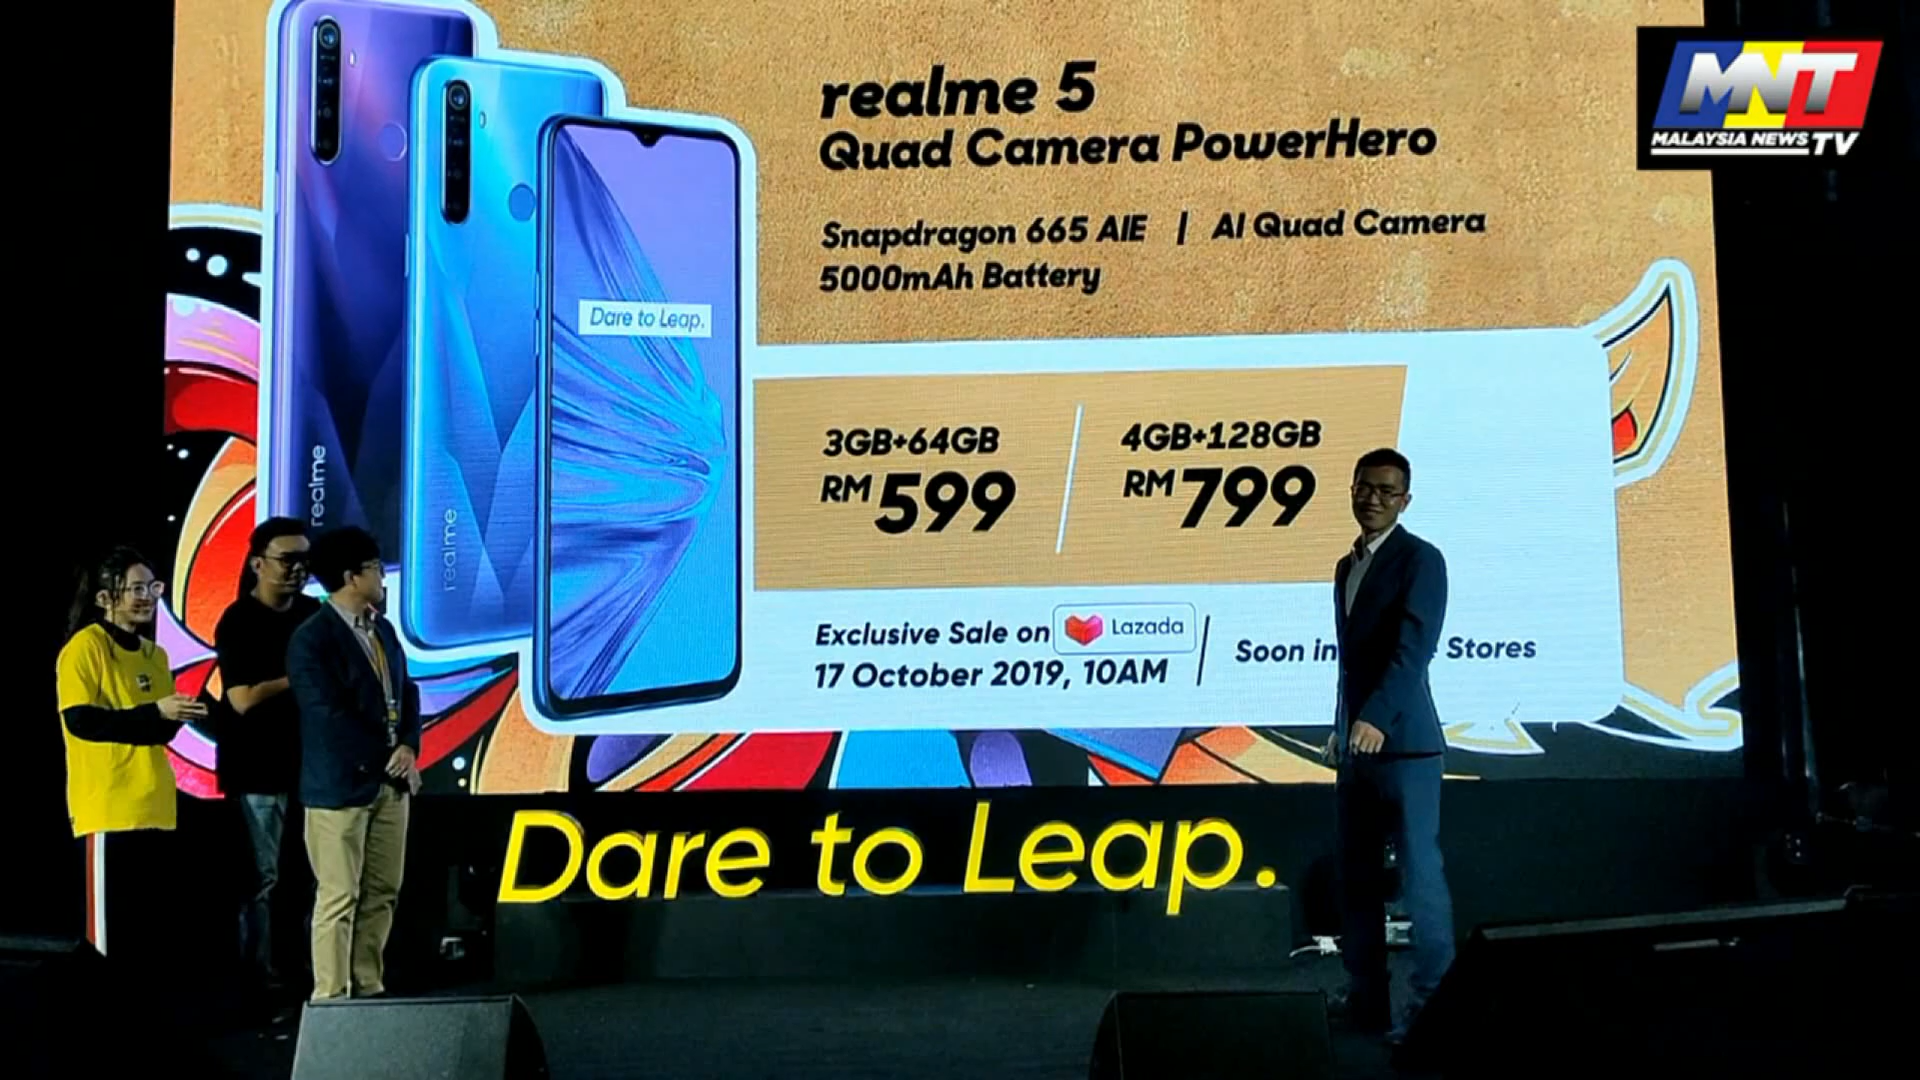 MNT
MALAYSIA NEWS TV
realme 5
Quad Camera PowerHero
Snapdragon 665 AIE | AI Quad Camera
5000mAh Battery
Dare to Leap.
3GB+64GB
RM 599
4GB+128GB
RM 799
realme
realme
Exclusive Sale on Lazada
17 October 2019, 10AM
Soon in
Stores
Dare to Leap.